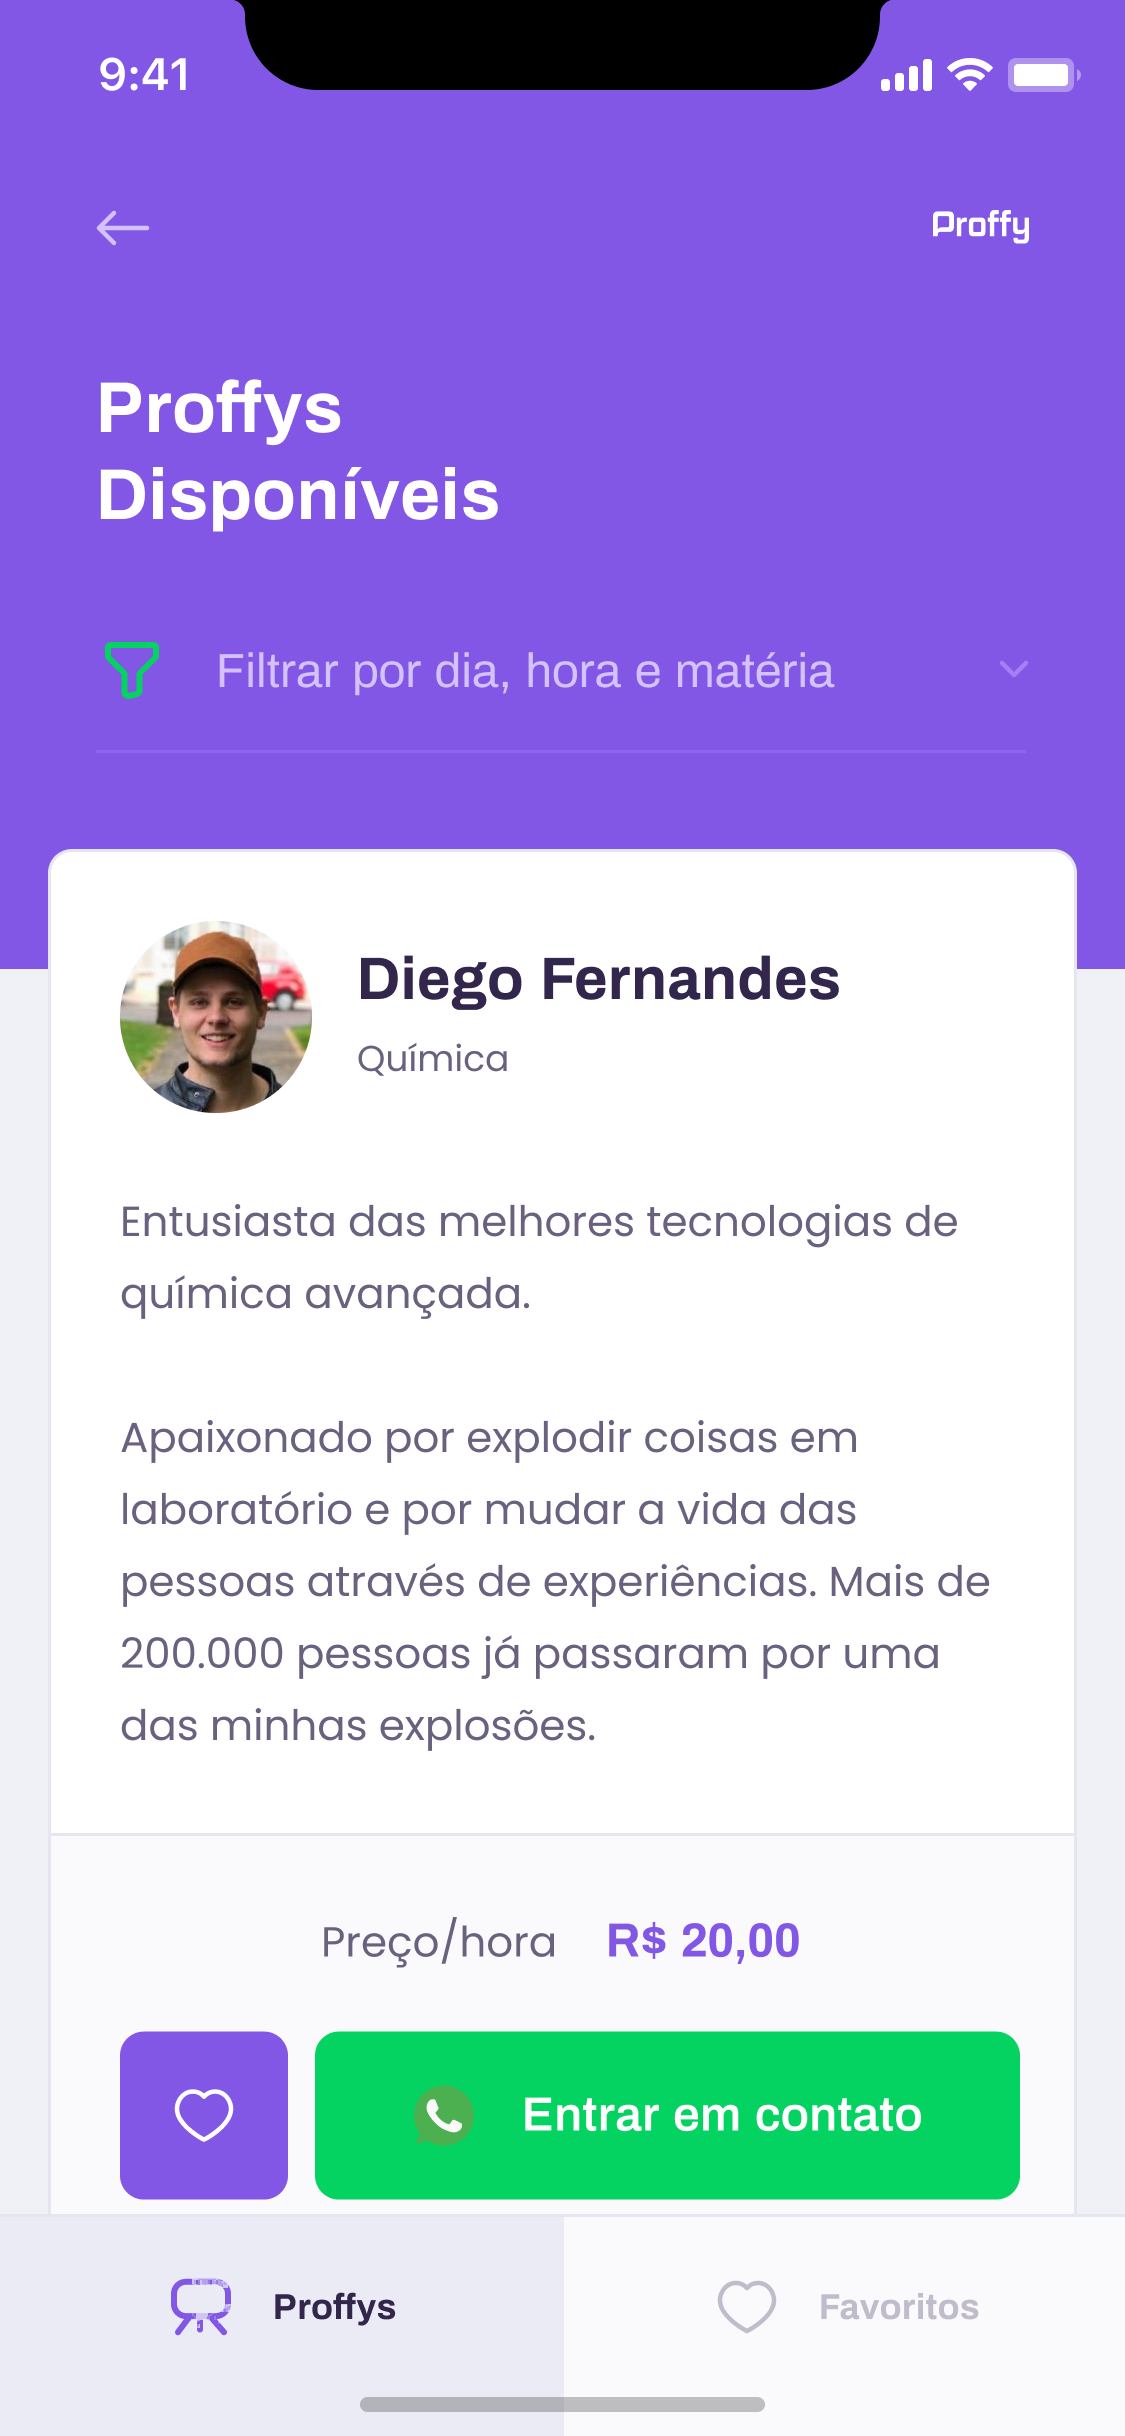 9:41
Proffy
Proffys
Disponíveis
Filtrar por dia, hora e matéria
Diego Fernandes
Química
Entusiasta das melhores tecnologias de
química avançada.
Apaixonado por explodir coisas em
laboratório e por mudar a vida das
pessoas através de experiências. Mais de
200.000 pessoas já passaram por uma
das minhas explosões.
Preço/hora R$ 20,00
Entrar em contato
Proffys Favoritos